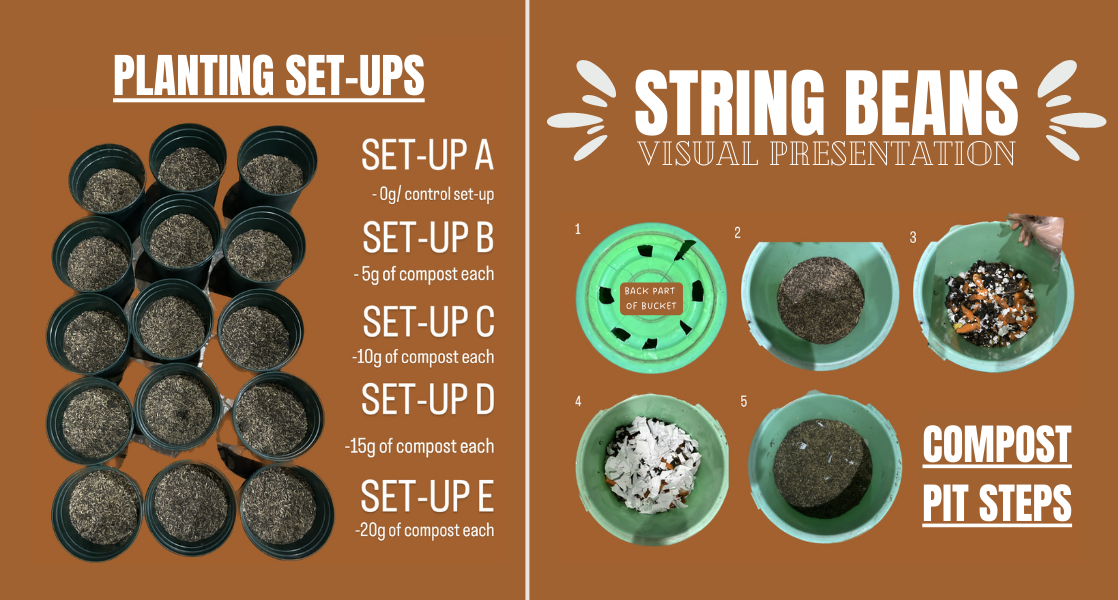 PLANTING SET-UPS
SET-UP A
- 0g/ control set-up
SET-UP B
- 5g of compost each
SET-UP C
-10g of compost each
SET-UP D
-15g of compost each
SET-UP E
-20g of compost each
STRING BEANS
VISUAL PRESENTATION
1
BACK PART
OF BUCKET
2
3
4
5
COMPOST
PIT STEPS